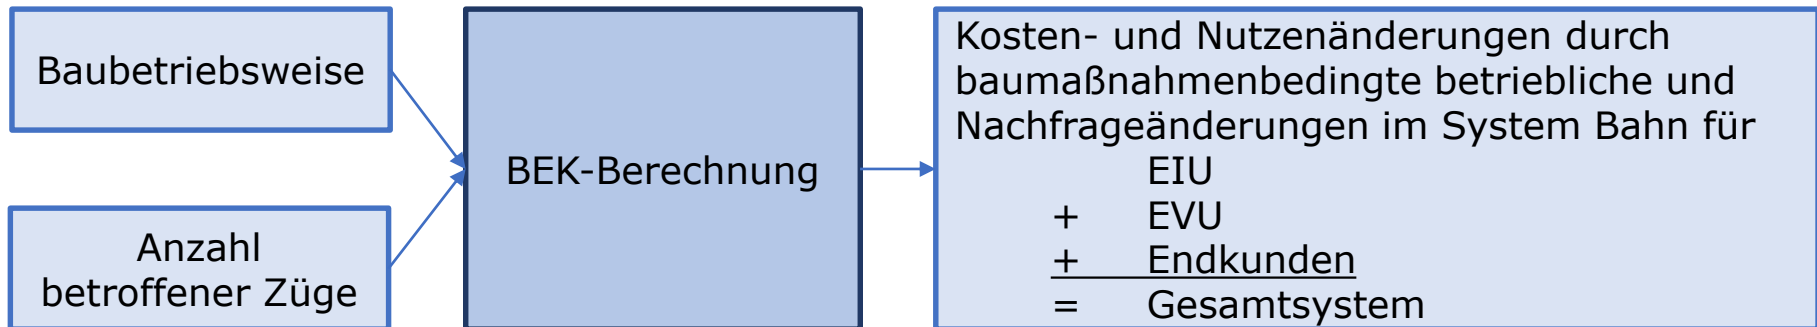 Baubetriebsweise
Anzahl
betroffener Züge
BEK-Berechnung
Kosten- und Nutzenänderungen durch
baumaßnahmenbedingte betriebliche und
Nachfrageänderungen im System Bahn für
EIU
+ EVU
+ Endkunden
= Gesamtsystem